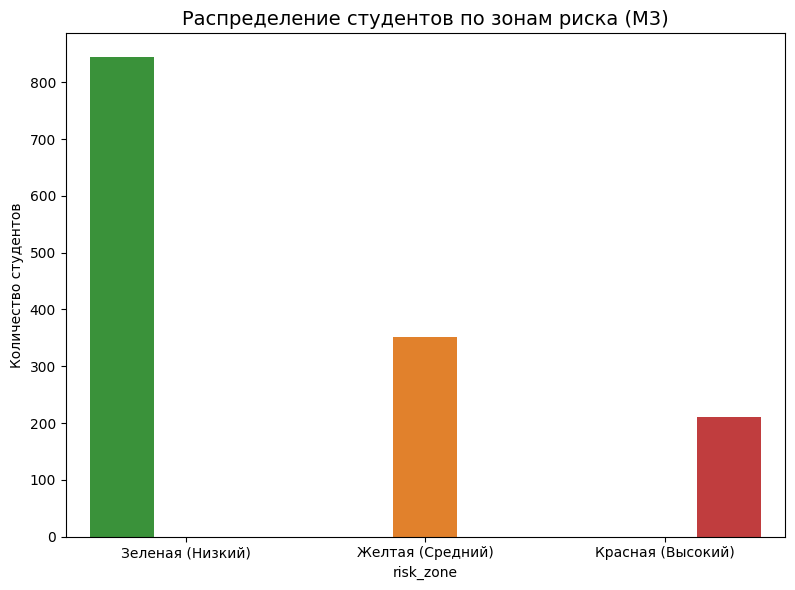 Распределение студентов по зонам риска (М3)
Количество студентов
800
700
600
500
400
300
200
100
0
Зеленая (Низкий) Желтая (Средний) Красная (Высокий)
risk_zone